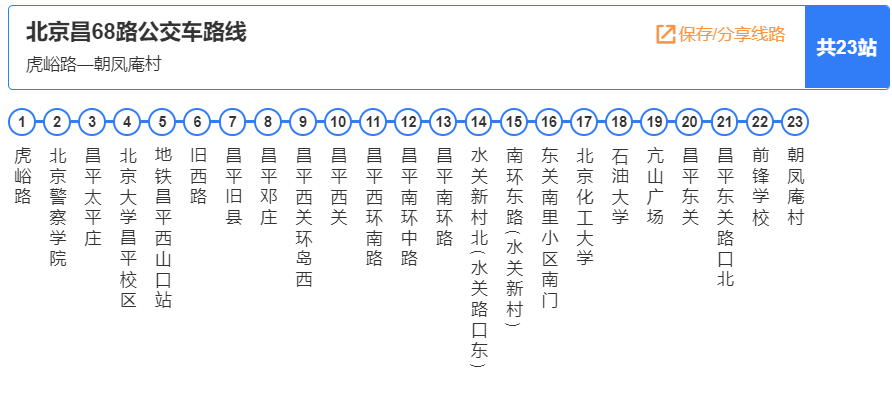 北京昌68路公交车路线
虎峪路—朝凤庵村
保存/分享线路
共23站
1 2 3 4 5 6 7 8 9 10 11 12 13 14 15 16 17 18 19 20 21 22 23
虎峪路
北京警察学院
昌平太平庄
北京大学昌平校区
地铁昌平西山口站
旧西路
昌平旧县
昌平邓庄
昌平西关环岛西
昌平西关
昌平西环南路
昌平南环中路
昌平南环路
水关新村北(水关路口东)
南环东路(水关新村)
东关南里小区南门
北京化工大学
石油大学
亢山广场
昌平东关
昌平东关路口北
前锋学校
朝凤庵村